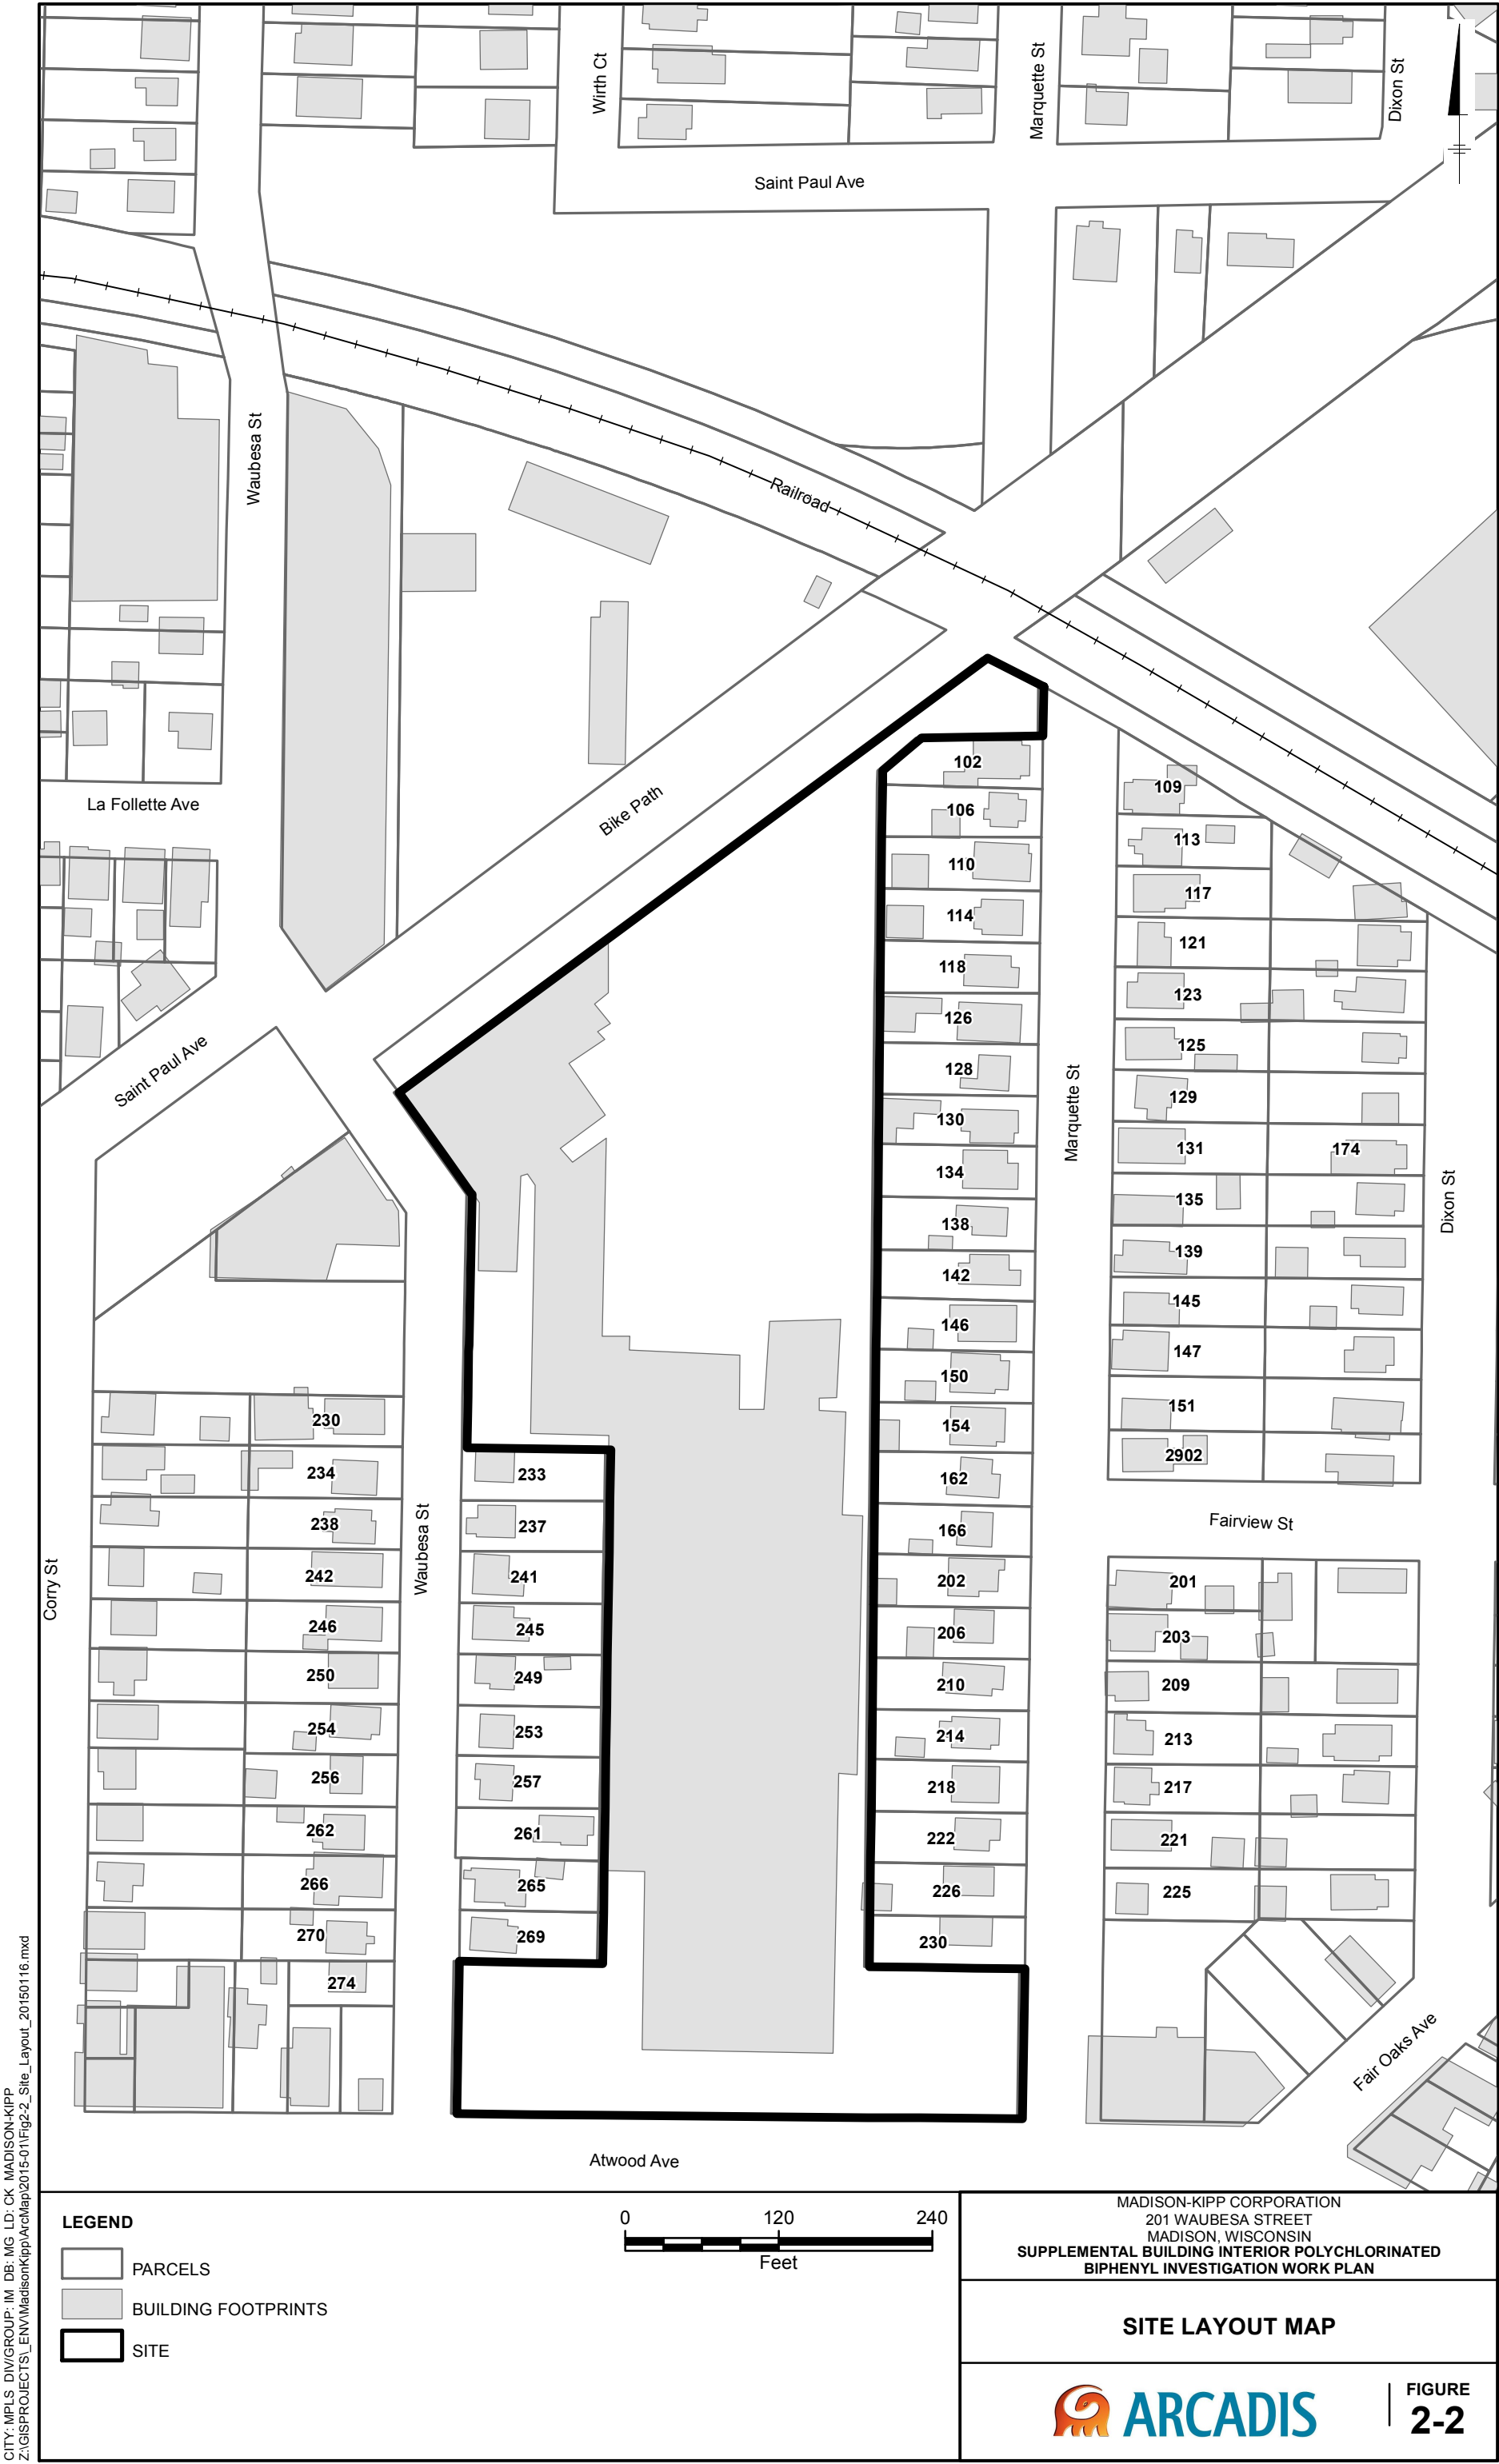 Wirth Ct
Marquette St
Dixon St
Saint Paul Ave
Waubesa St
Railroad
102
109
La Follette Ave
Bike Path
106
113
110
117
114
121
118
123
126
125
Saint Paul Ave
128
129
Marquette St
130
131
174
134
135
Dixon St
138
139
142
145
146
147
150
151
230
154
2902
234
233
162
238
237
166
Fairview St
Corry St
Waubesa St
242
241
202
201
246
245
206
203
250
249
210
209
254
253
214
213
256
257
218
217
262
261
222
221
266
265
226
225
270
269
230
274
Fair Oaks Ave
Atwood Ave
CITY: MPLS DIV/GROUP: IM DB: MG LD: CK MADISON-KIPP
Z:\GISPROJECTS\_ENV\MadisonKipp\ArcMap\2015-01\Fig2-2_Site_Layout_20150116.mxd
LEGEND
PARCELS
BUILDING FOOTPRINTS
SITE
0 120 240
Feet
MADISON-KIPP CORPORATION
201 WAUBESA STREET
MADISON, WISCONSIN
SUPPLEMENTAL BUILDING INTERIOR POLYCHLORINATED
BIPHENYL INVESTIGATION WORK PLAN
SITE LAYOUT MAP
ARCADIS
FIGURE
2-2